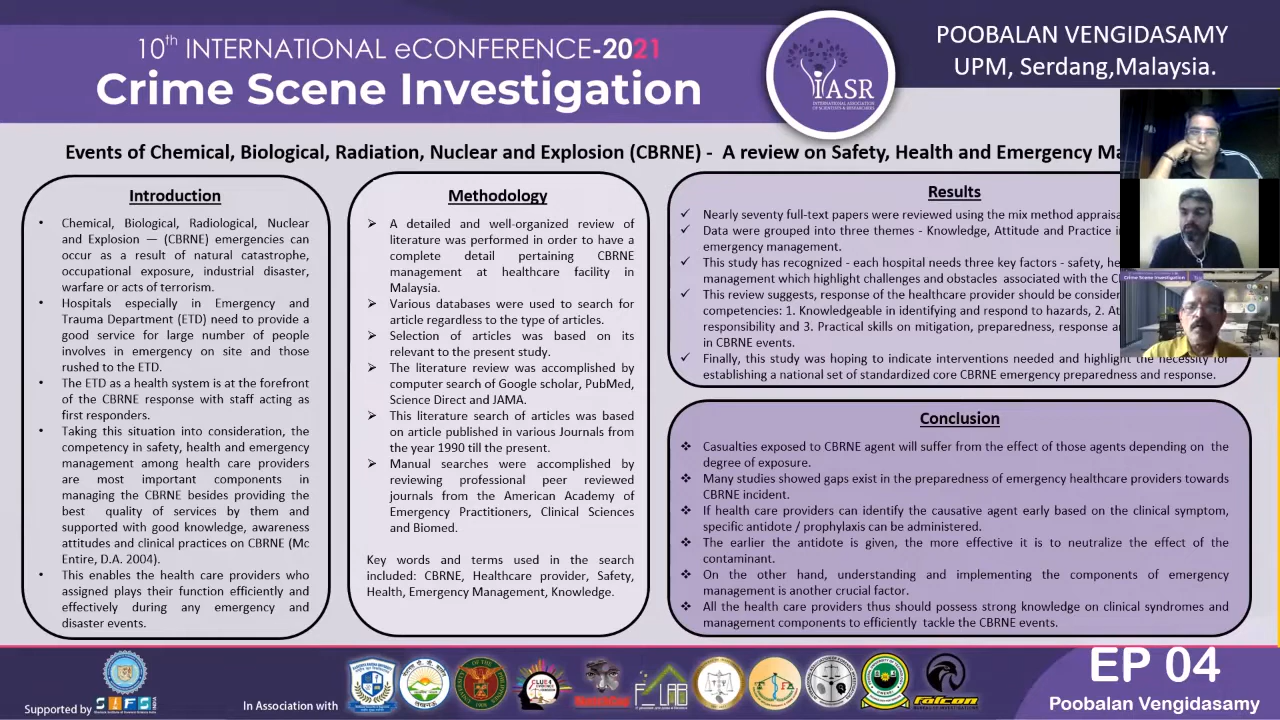 10th INTERNATIONAL eCONFERENCE-2021
Crime Scene Investigation
IASR
INTERNATIONAL ASSOCIATION
OF SCIENTISTS & RESEARCHERS
POOBALAN VENGIDASAMY
UPM, Serdang,Malaysia.
Events of Chemical, Biological, Radiation, Nuclear and Explosion (CBRNE) - A review on Safety, Health and Emergency
Introduction
• Chemical, Biological, Radiological, Nuclear
and Explosion — (CBRNE) emergencies can
occur as a result of natural catastrophe,
occupational exposure, industrial disaster,
warfare or acts of terrorism.
• Hospitals especially in Emergency and
Trauma Department (ETD) need to provide a
good service for large number of people
involves in emergency on site and those
rushed to the ETD.
• The ETD as a health system is at the forefront
of the CBRNE response with staff acting as
first responders.
• Taking this situation into consideration, the
competency in safety, health and emergency
management among health care providers
are most important components in
managing the CBRNE besides providing the
best quality of services by them and
supported with good knowledge, awareness
attitudes and clinical practices on CBRNE (Mc
Entire, D.A. 2004).
• This enables the health care providers who
assigned plays their function efficiently and
effectively during any emergency and
disaster events.
Methodology
➢ A detailed and well-organized review of
literature was performed in order to have a
complete detail pertaining CBRNE
management at healthcare facility in
Malaysia.
➢ Various databases were used to search for
article regardless to the type of articles.
➢ Selection of articles was based on its
relevant to the present study.
➢ The literature review was accomplished by
computer search of Google scholar, PubMed,
Science Direct and JAMA.
➢ This literature search of articles was based
on article published in various Journals from
the year 1990 till the present.
➢ Manual searches were accomplished by
reviewing professional peer reviewed
journals from the American Academy of
Emergency Practitioners, Clinical Sciences
and Biomed.
Key words and terms used in the search
included: CBRNE, Healthcare provider, Safety,
Health, Emergency Management, Knowledge.
Results
✓ Nearly seventy full-text papers were reviewed using the mix method
✓ Data were grouped into three themes - Knowledge, Attitude and Practice
emergency management.
✓ This study has recognized - each hospital needs three key factors - safety,
management which highlight challenges and obstacles associated with the
✓ This review suggests, response of the healthcare provider should be
competencies: 1. Knowledgeable in identifying and respond to hazards, 2.
responsibility and 3. Practical skills on mitigation, preparedness, response
in CBRNE events.
✓ Finally, this study was hoping to indicate interventions needed and highlight the necessity for
establishing a national set of standardized core CBRNE emergency preparedness and response.
Conclusion
❖ Casualties exposed to CBRNE agent will suffer from the effect of those agents depending on the
degree of exposure.
❖ Many studies showed gaps exist in the preparedness of emergency healthcare providers towards
CBRNE incident.
❖ If health care providers can identify the causative agent early based on the clinical symptom,
specific antidote / prophylaxis can be administered.
❖ The earlier the antidote is given, the more effective it is to neutralize the effect of the
contaminant.
❖ On the other hand, understanding and implementing the components of emergency
management is another crucial factor.
❖ All the health care providers thus should possess strong knowledge on clinical syndromes and
management components to efficiently tackle the CBRNE events.
Supported by
SIFS
In Association with
falcon
EP 04
Poobalan Vengidasamy